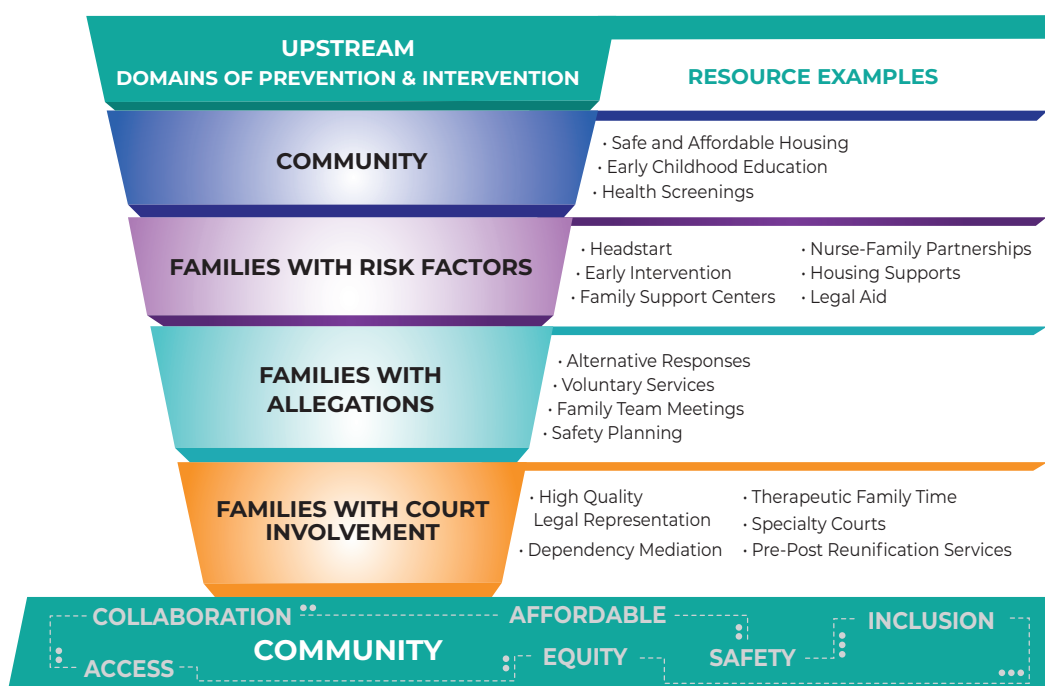 UPSTREAM
DOMAINS OF PREVENTION & INTERVENTION
RESOURCE EXAMPLES
COMMUNITY
· Safe and Affordable Housing
· Early Childhood Education
· Health Screenings
FAMILIES WITH RISK FACTORS
· Headstart
· Early Intervention
· Family Support Centers
· Nurse-Family Partnerships
· Housing Supports
· Legal Aid
FAMILIES WITH
ALLEGATIONS
· Alternative Responses
· Voluntary Services
· Family Team Meetings
· Safety Planning
FAMILIES WITH COURT
INVOLVEMENT
· High Quality
Legal Representation
· Dependency Mediation
· Therapeutic Family Time
· Specialty Courts
· Pre-Post Reunification Services
COLLABORATION
AFFORDABLE
INCLUSION
COMMUNITY
ACCESS
EQUITY
SAFETY